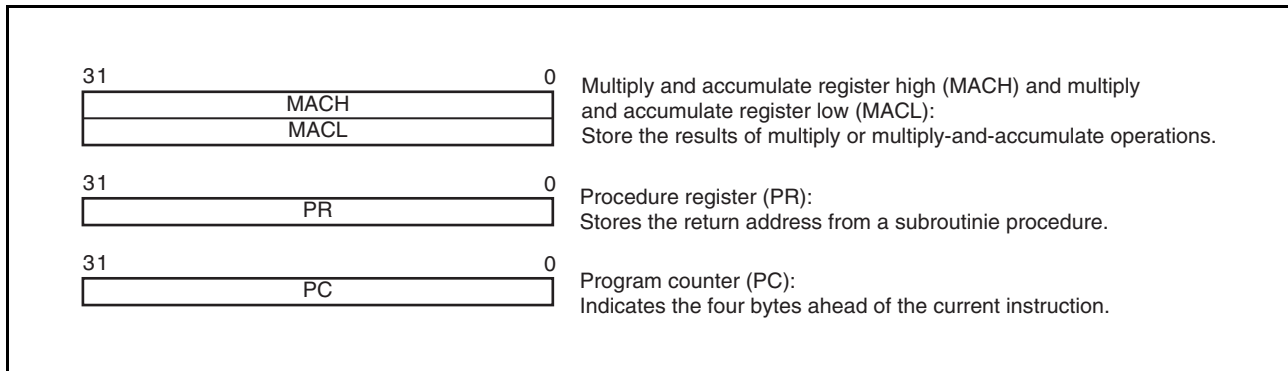 31 0
MACH
MACL
Multiply and accumulate register high (MACH) and multiply
and accumulate register low (MACL):
Store the results of multiply or multiply-and-accumulate operations.
31 0
PR
Procedure register (PR):
Stores the return address from a subroutinie procedure.
31 0
PC
Program counter (PC):
Indicates the four bytes ahead of the current instruction.